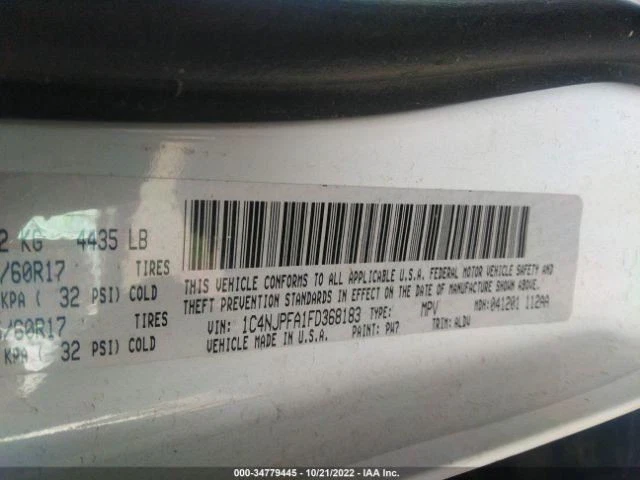 2 KG 4435 LB
/60R17 TIRES
KPA ( 32 PSI) COLD
/60R17 TIRES
KPA ( 32 PSI) COLD
THIS VEHICLE CONFORMS TO ALL APPLICABLE U.S.A. FEDERAL MOTOR VEHICLE SAFETY AND
THEFT PREVENTION STANDARDS IN EFFECT ON THE DATE OF MANUFACTURE SHOWN ABOVE.
VIN: 1C4NJPFA1FD368183 TYPE: MPV MDH: 041201 112AA
VEHICLE MADE IN U.S.A. PAINT: PW7 TRIM: ALDV
000-34779445 - 10/21/2022 - IAA Inc.